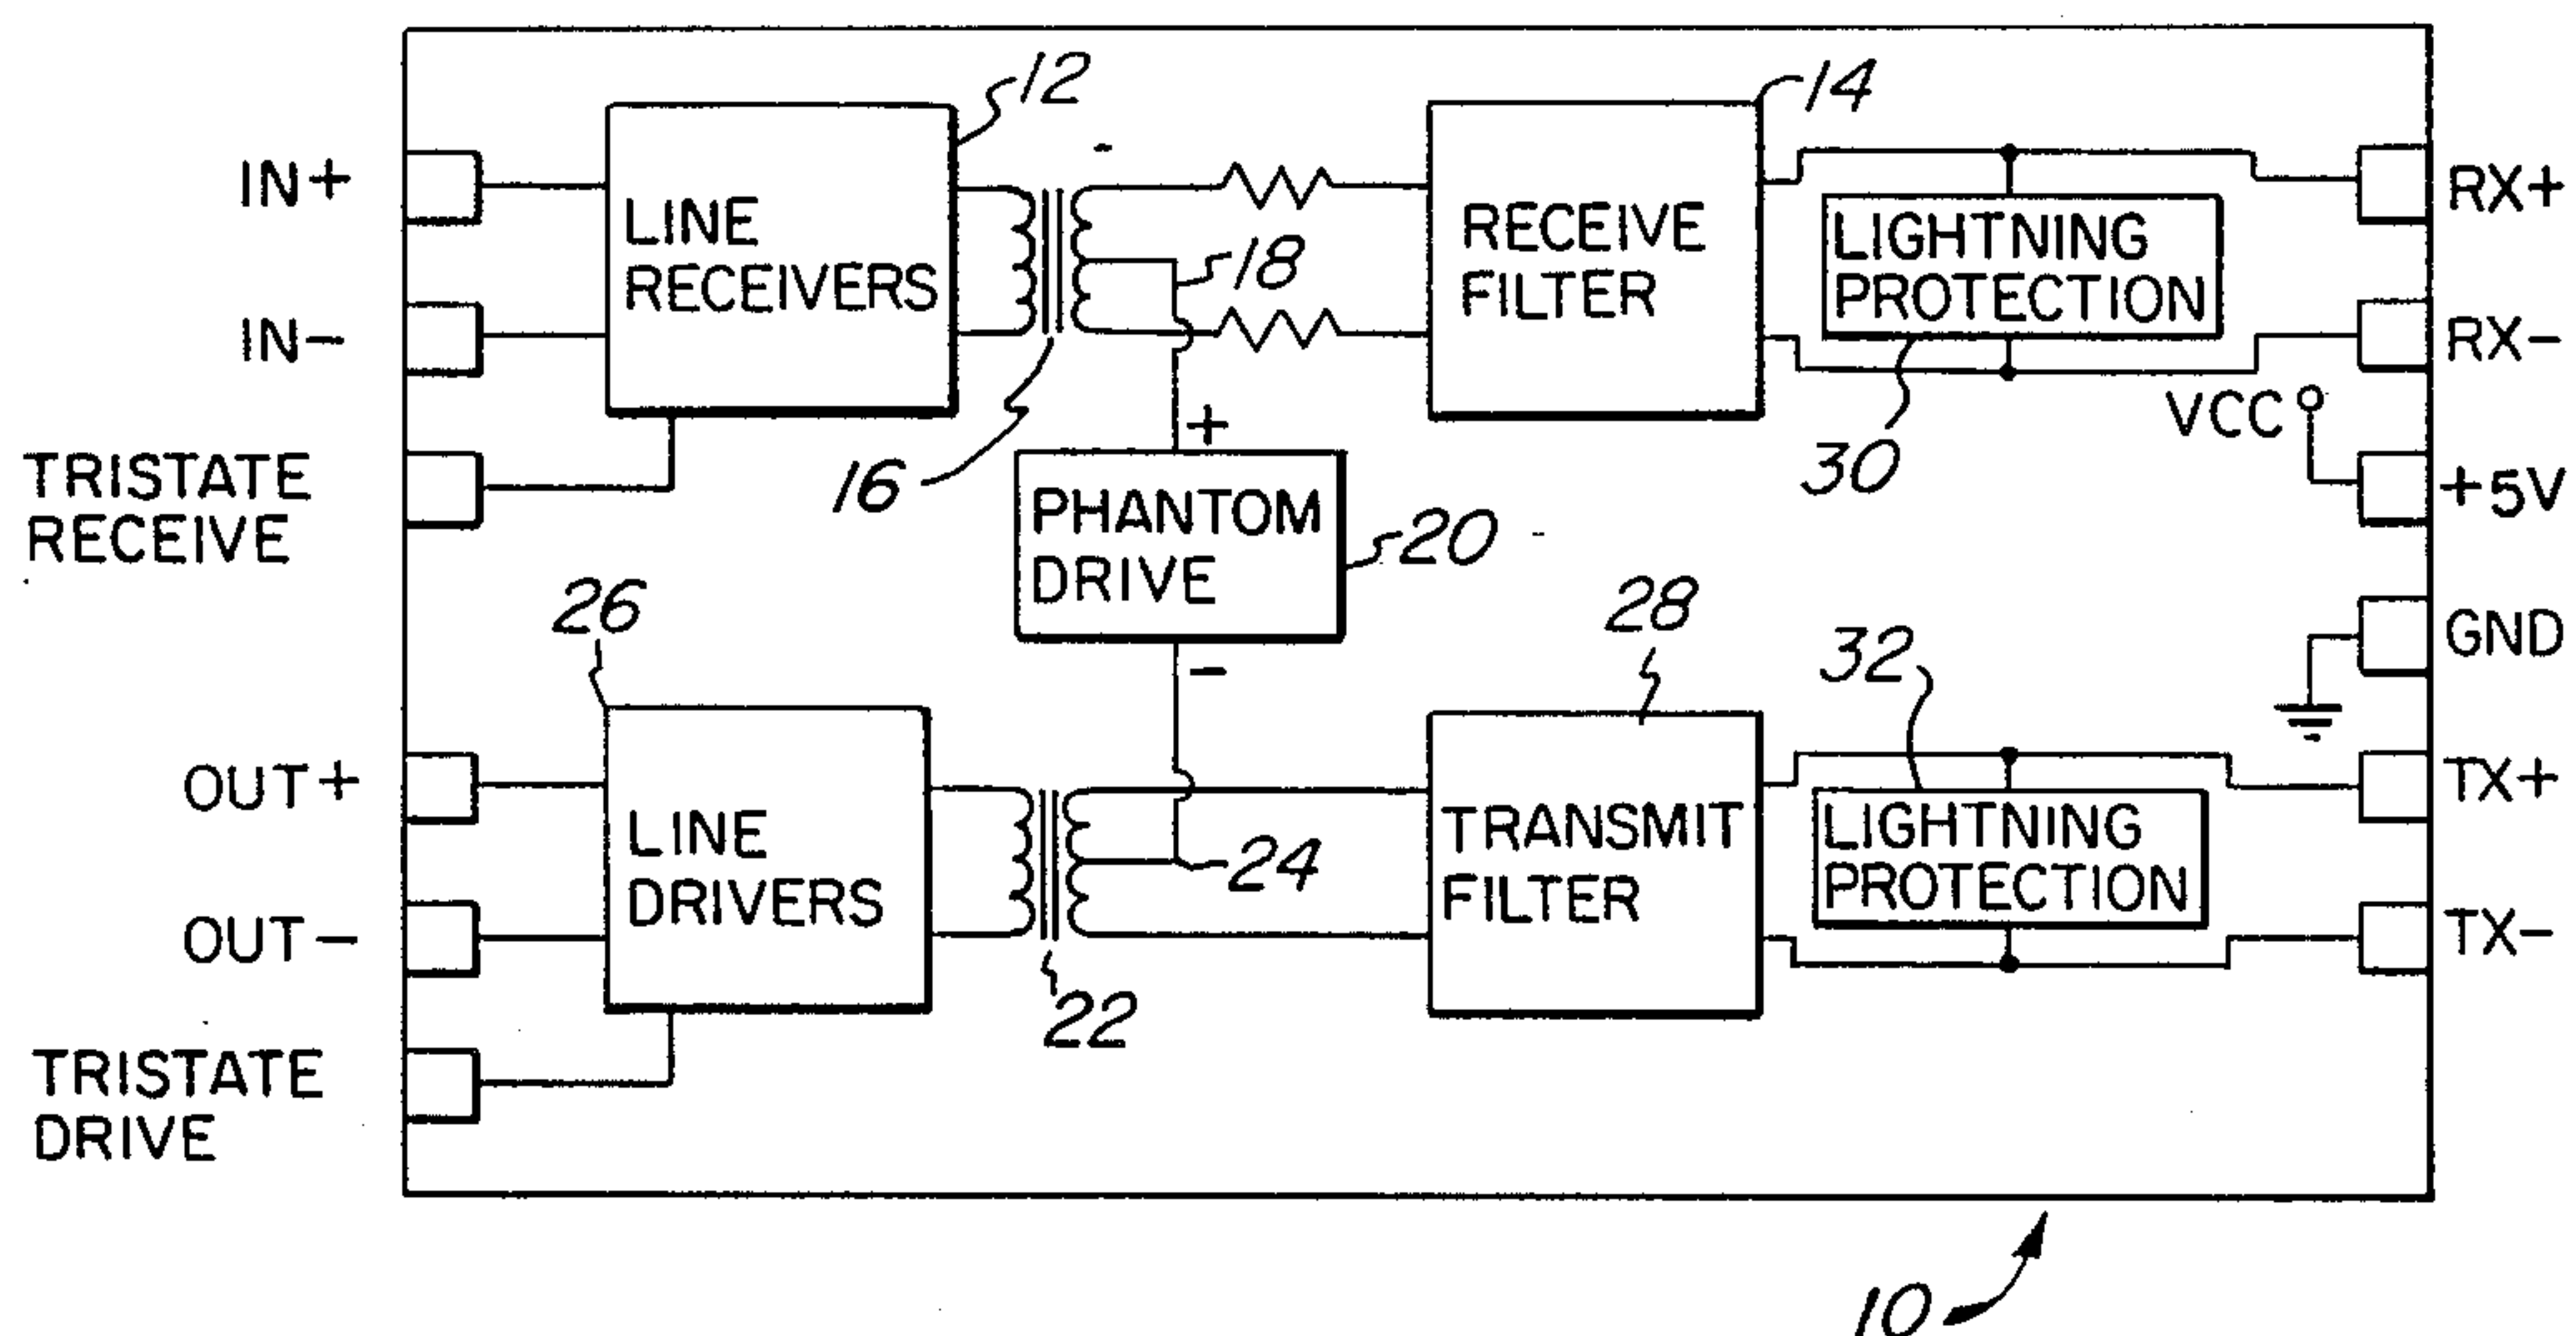 12
14
IN+
LINE
RECEIVERS
18
RECEIVE
FILTER
LIGHTNING
PROTECTION
RX+
IN-
RX-
VCC
+
16
30
+5V
TRISTATE
RECEIVE
PHANTOM
DRIVE
20
26
28
32
GND
-
OUT+
LINE
DRIVERS
24
TRANSMIT
FILTER
LIGHTNING
PROTECTION
TX+
OUT-
TX-
22
TRISTATE
DRIVE
10